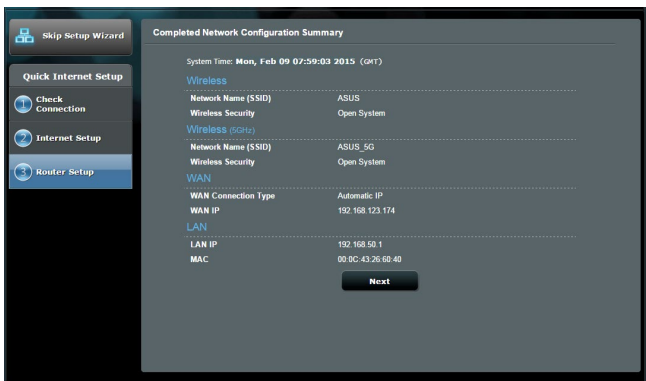 Skip Setup Wizard
Quick Internet Setup
1 Check
Connection
2 Internet Setup
3 Router Setup
Completed Network Configuration Summary
System Time: Mon, Feb 09 07:59:03 2015 (GMT)
Wireless
Network Name (SSID) ASUS
Wireless Security Open System
Wireless (5GHz)
Network Name (SSID) ASUS_5G
Wireless Security Open System
WAN
WAN Connection Type Automatic IP
WAN IP 192.168.123.174
LAN
LAN IP 192.168.50.1
MAC 00:0C:43:26:60:40
Next